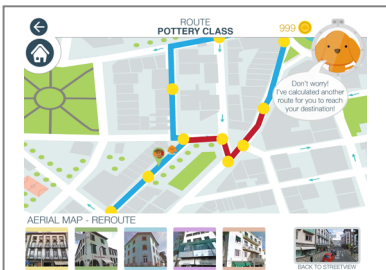 ROUTE
POTTERY CLASS
999
Don't worry!
I've calculated another
route for you to reach
your destination!
AERIAL MAP - REROUTE
BACK TO STREETVIEW